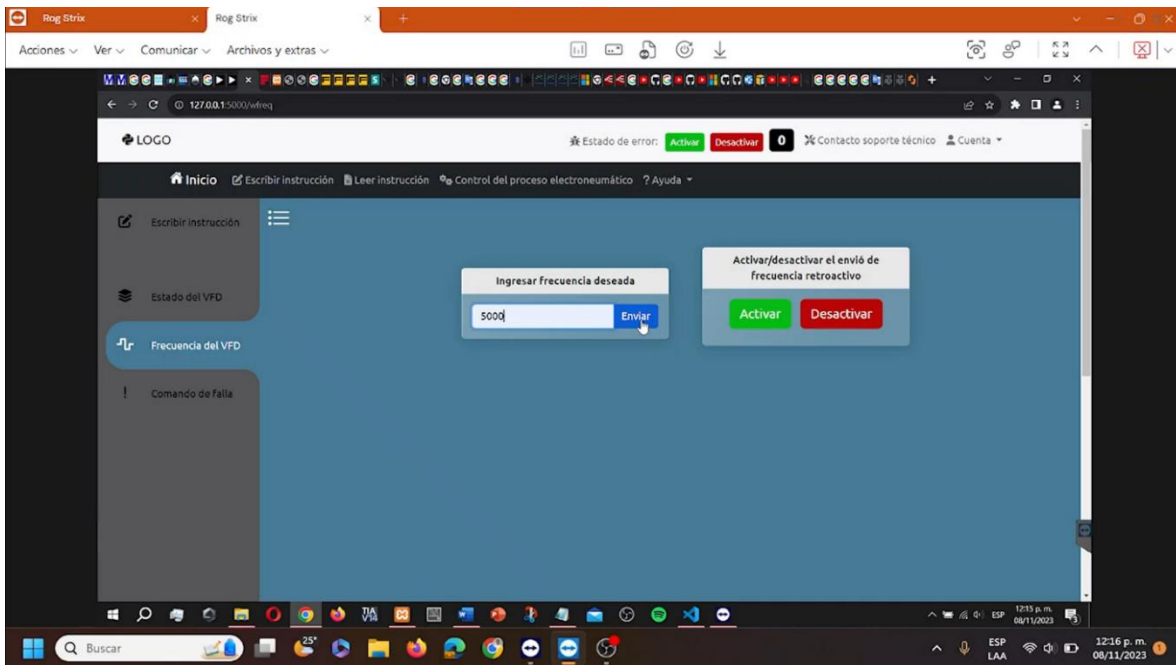 Rog Strix
Rog Strix
Acciones Ver Comunicar Archivos y extras
127.0.0.1:5000/wfreq
LOGO
Estado de error: Activar Desactivar 0 Contacto soporte técnico Cuenta
Inicio Escribir instrucción Leer instrucción Control del proceso electroneumático ? Ayuda
Escribir instrucción
Estado del VFD
Frecuencia del VFD
Comando de falla
Ingresar frecuencia deseada
5000 Enviar
Activar/desactivar el envió de
frecuencia retroactivo
Activar Desactivar
ESP
12:15 p. m.
08/11/2023
Buscar
25°
ESP
LAA
12:16 p. m.
08/11/2023